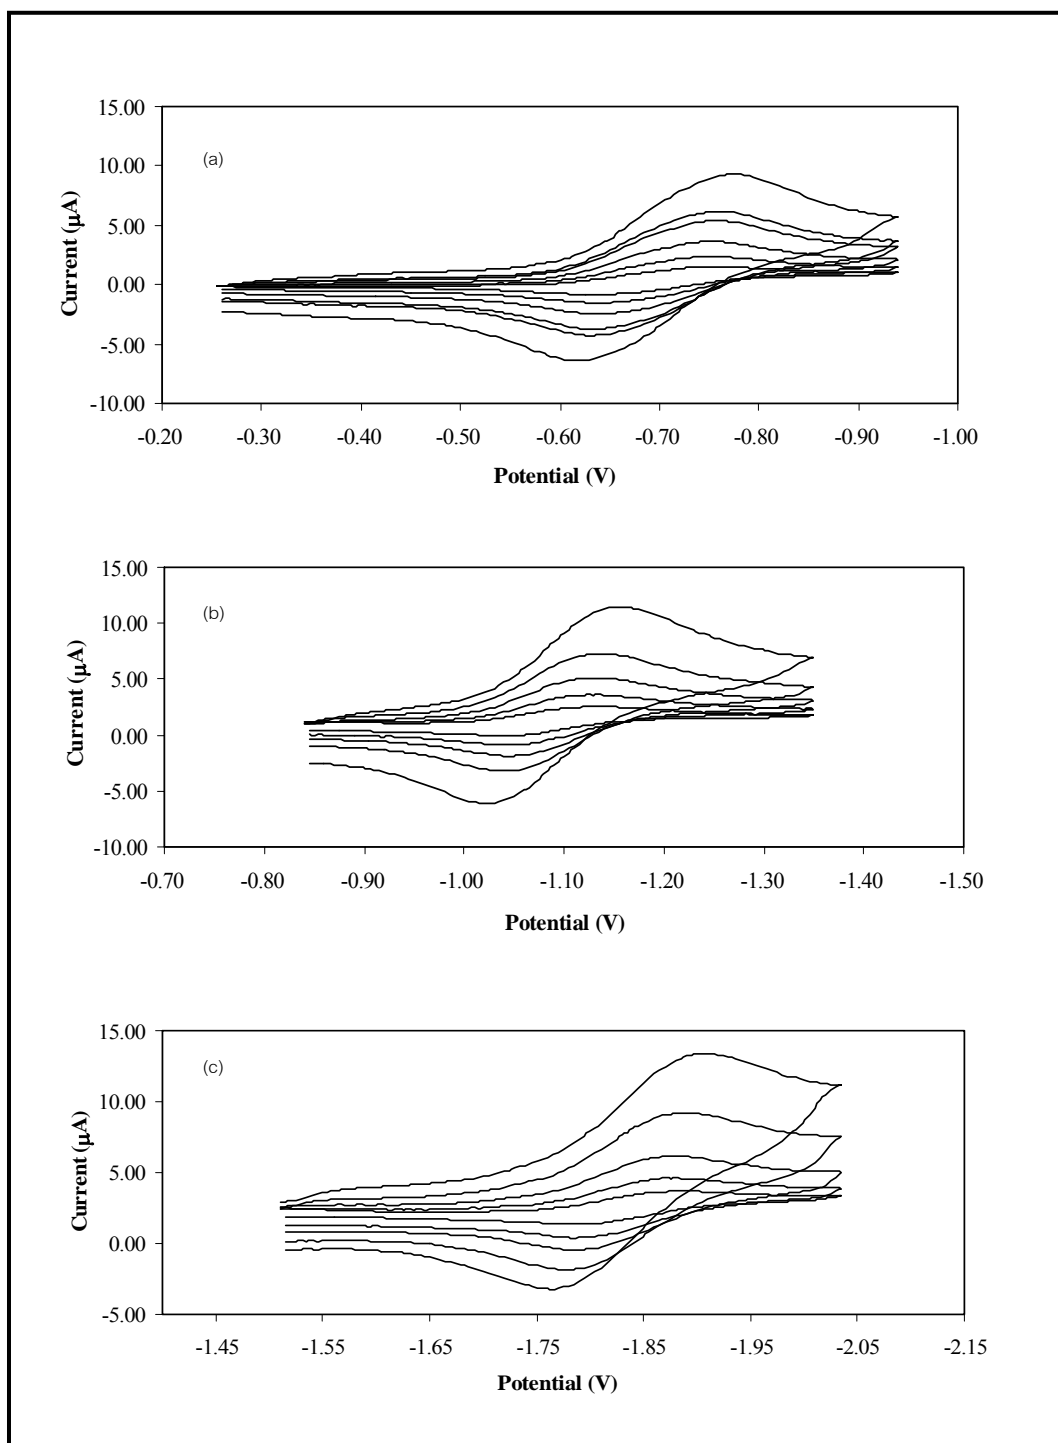 15.00
(a)
10.00
5.00
0.00
-5.00
-10.00
Current (µA)
-0.20 -0.30 -0.40 -0.50 -0.60 -0.70 -0.80 -0.90 -1.00
Potential (V)
15.00
(b)
10.00
5.00
0.00
-5.00
-10.00
Current (µA)
-0.70 -0.80 -0.90 -1.00 -1.10 -1.20 -1.30 -1.40 -1.50
Potential (V)
15.00
(c)
10.00
5.00
0.00
-5.00
Current (µA)
-1.45 -1.55 -1.65 -1.75 -1.85 -1.95 -2.05 -2.15
Potential (V)